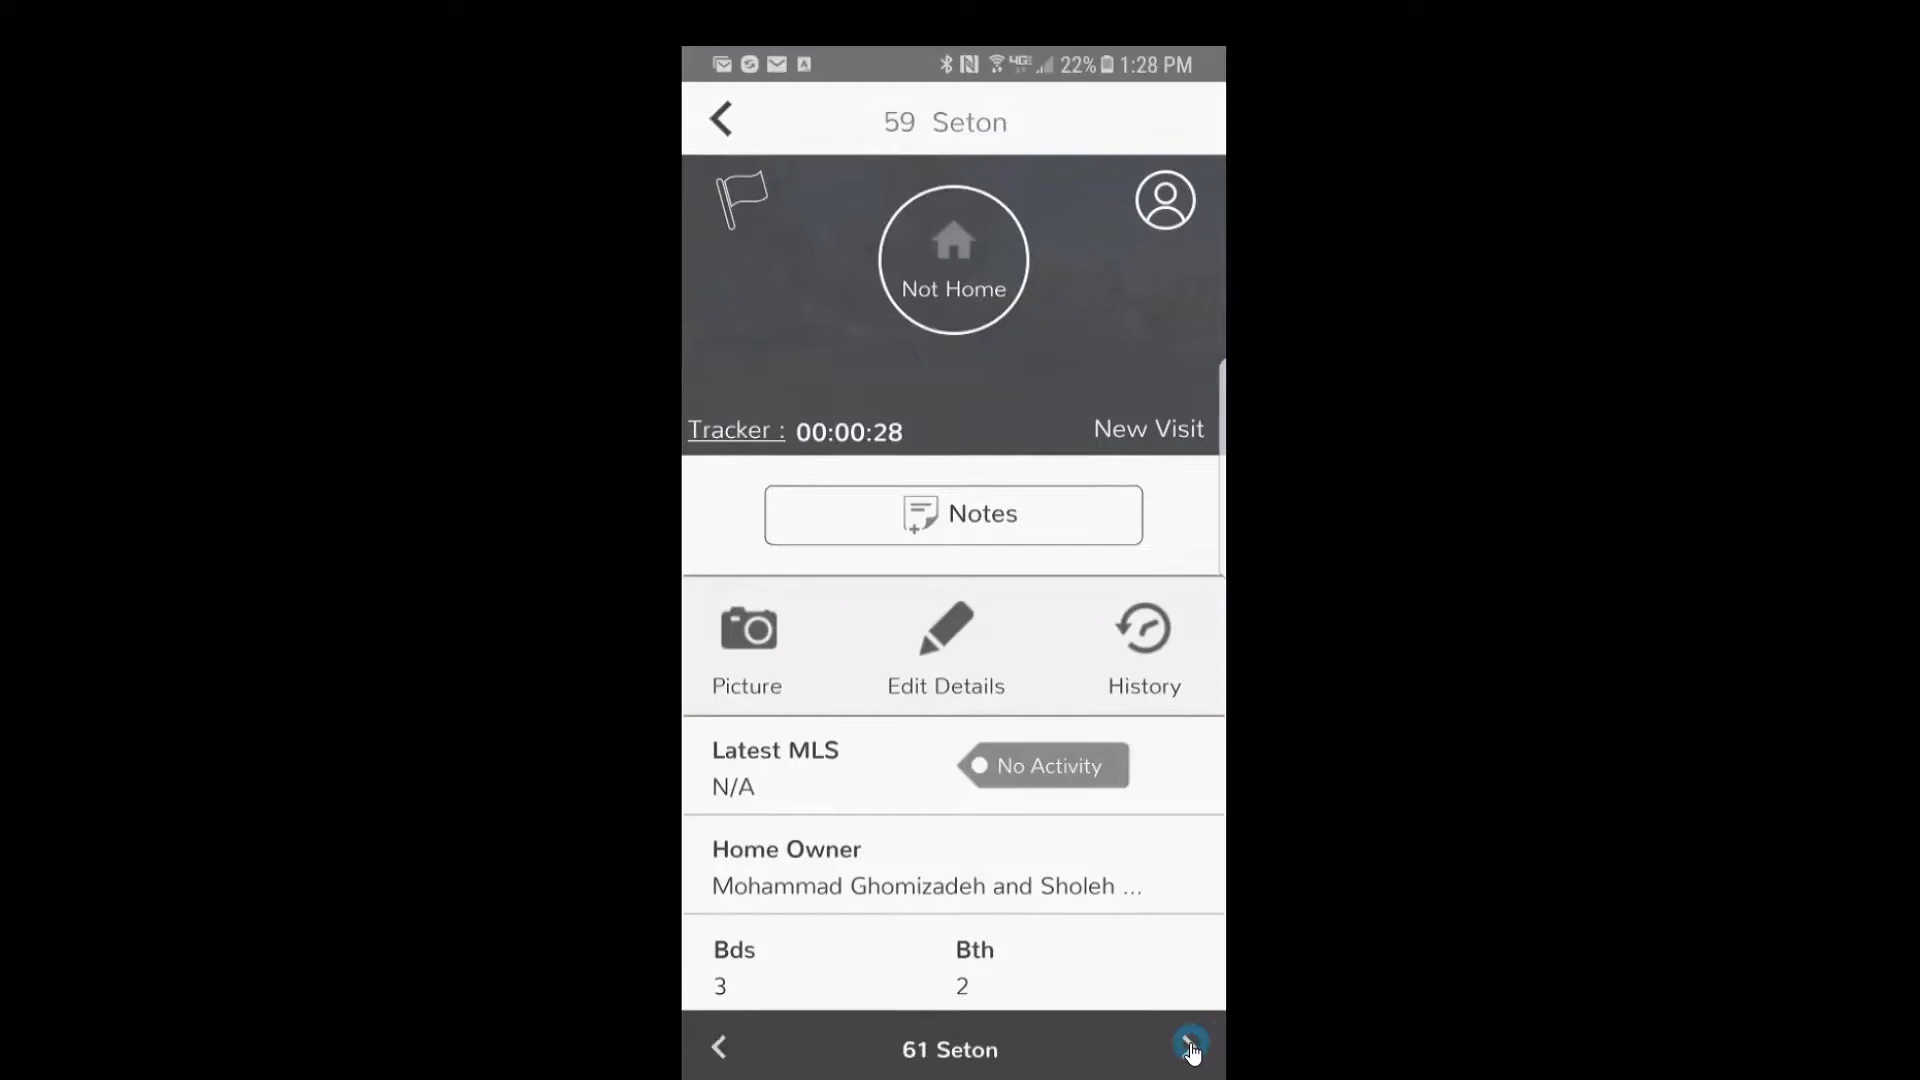 4G 22% 1:28 PM
59 Seton
Not Home
Tracker : 00:00:28 New Visit
Notes
Picture Edit Details History
Latest MLS
No Activity
N/A
Home Owner
Mohammad Ghomizadeh and Sholeh ...
Bds Bth
3 2
61 Seton